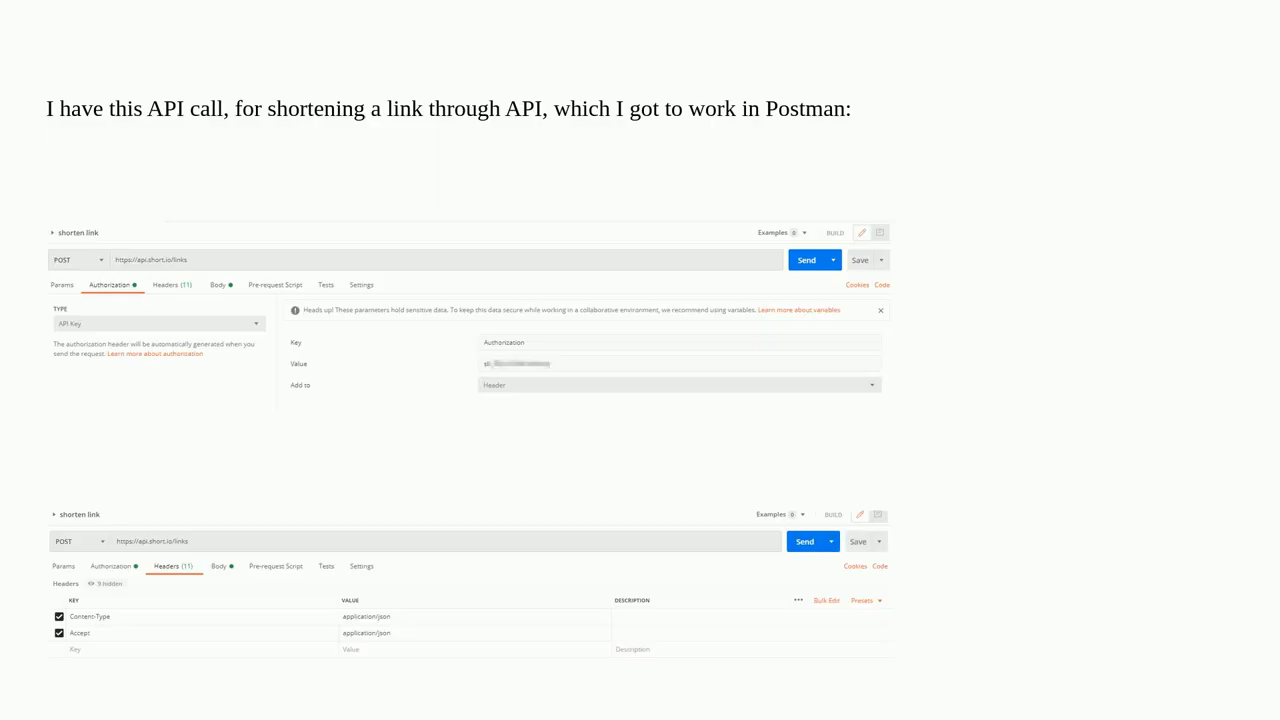 I have this API call, for shortening a link through API, which I got to work in Postman:
shorten link Examples 0 BUILD
POST https://api.short.io/links Send Save
Params Authorization Headers (11) Body Pre-request Script Tests Settings Cookies Code
TYPE
API Key
The authorization header will be automatically generated when you
send the request. Learn more about authorization
Heads up! These parameters hold sensitive data. To keep this data secure while working in a collaborative environment, we recommend using variables. Learn more about variables
Key Authorization
Value
Add to Header
shorten link Examples 0 BUILD
POST https://api.short.io/links Send Save
Params Authorization Headers (11) Body Pre-request Script Tests Settings Cookies Code
Headers 9 hidden
KEY VALUE DESCRIPTION ••• Bulk Edit Presets
Content-Type application/json
Accept application/json
Key Value Description